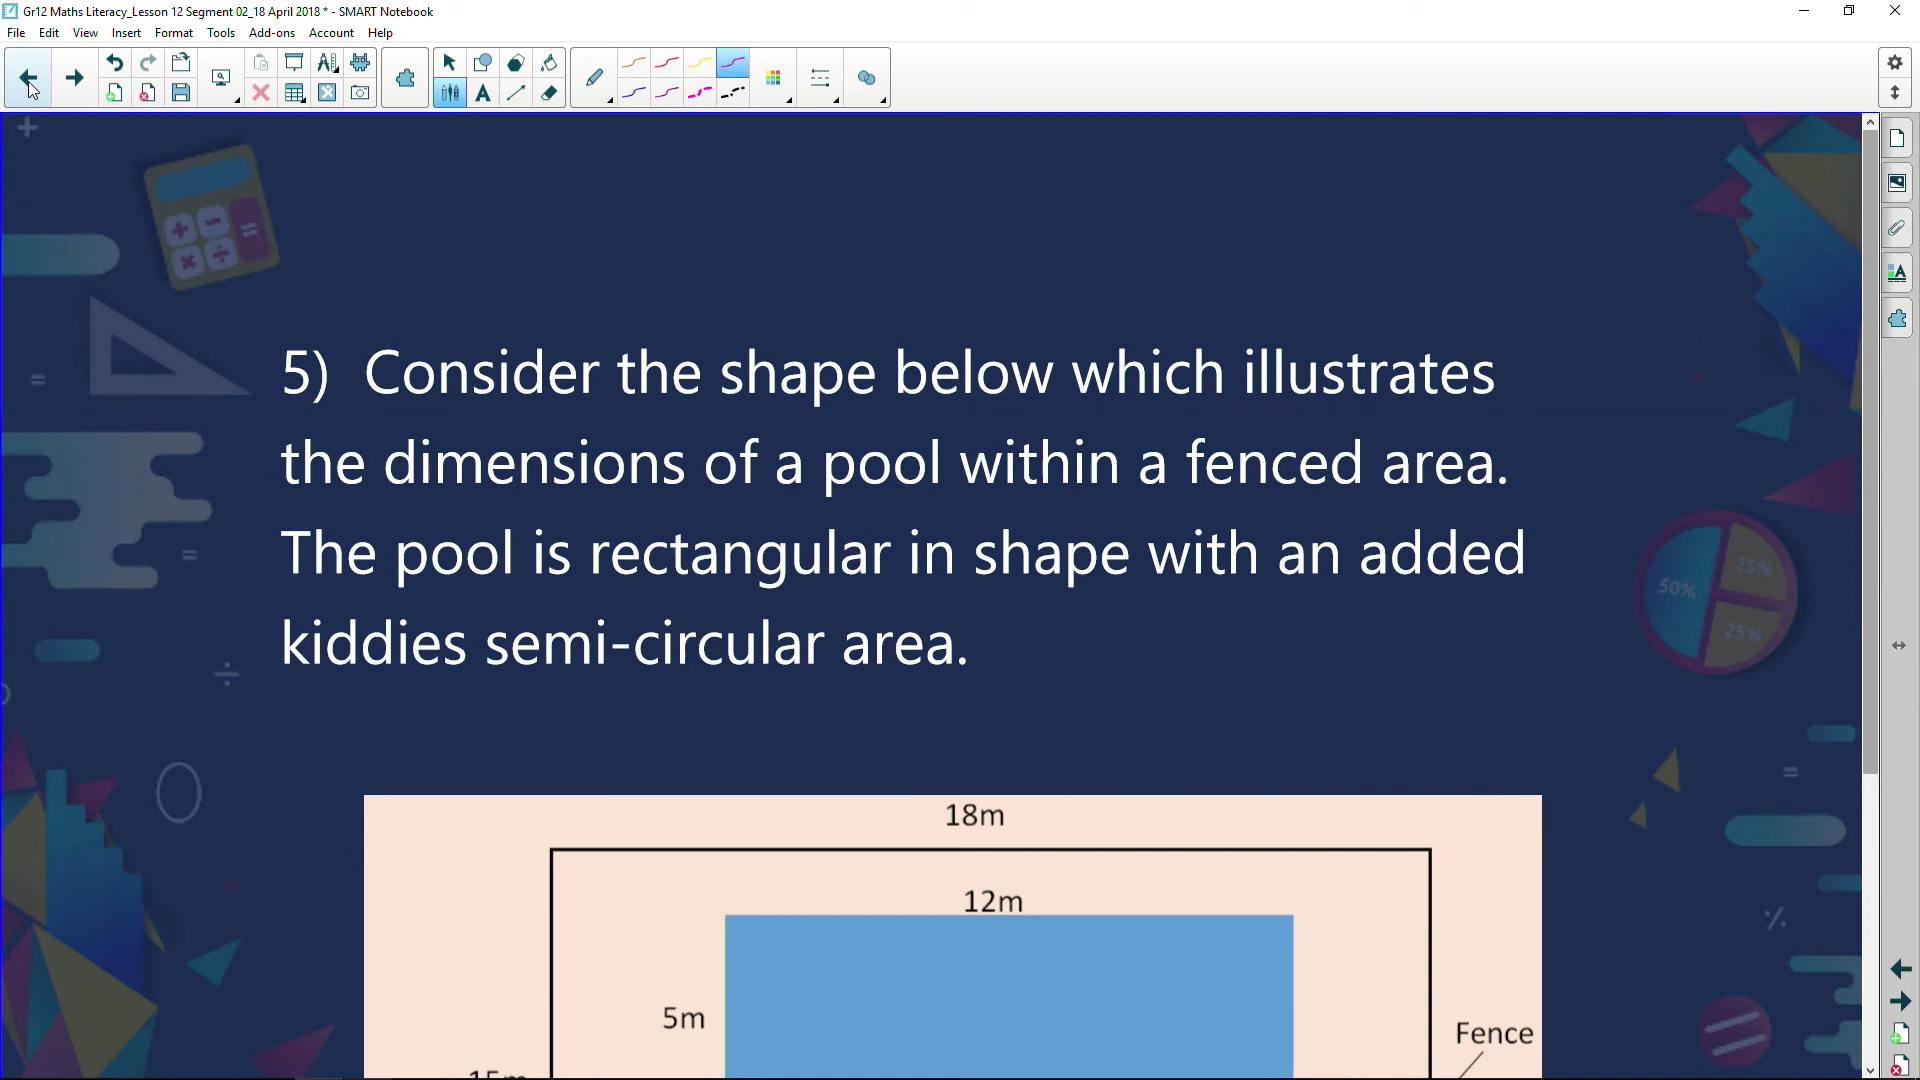 Gr12 Maths Literacy_Lesson 12 Segment 02_18 April 2018 * - SMART Notebook
File Edit View Insert Format Tools Add-ons Account Help
5) Consider the shape below which illustrates
the dimensions of a pool within a fenced area.
The pool is rectangular in shape with an added
kiddies semi-circular area.
50% 25%
25%
18m
12m
5m
Fence
15m